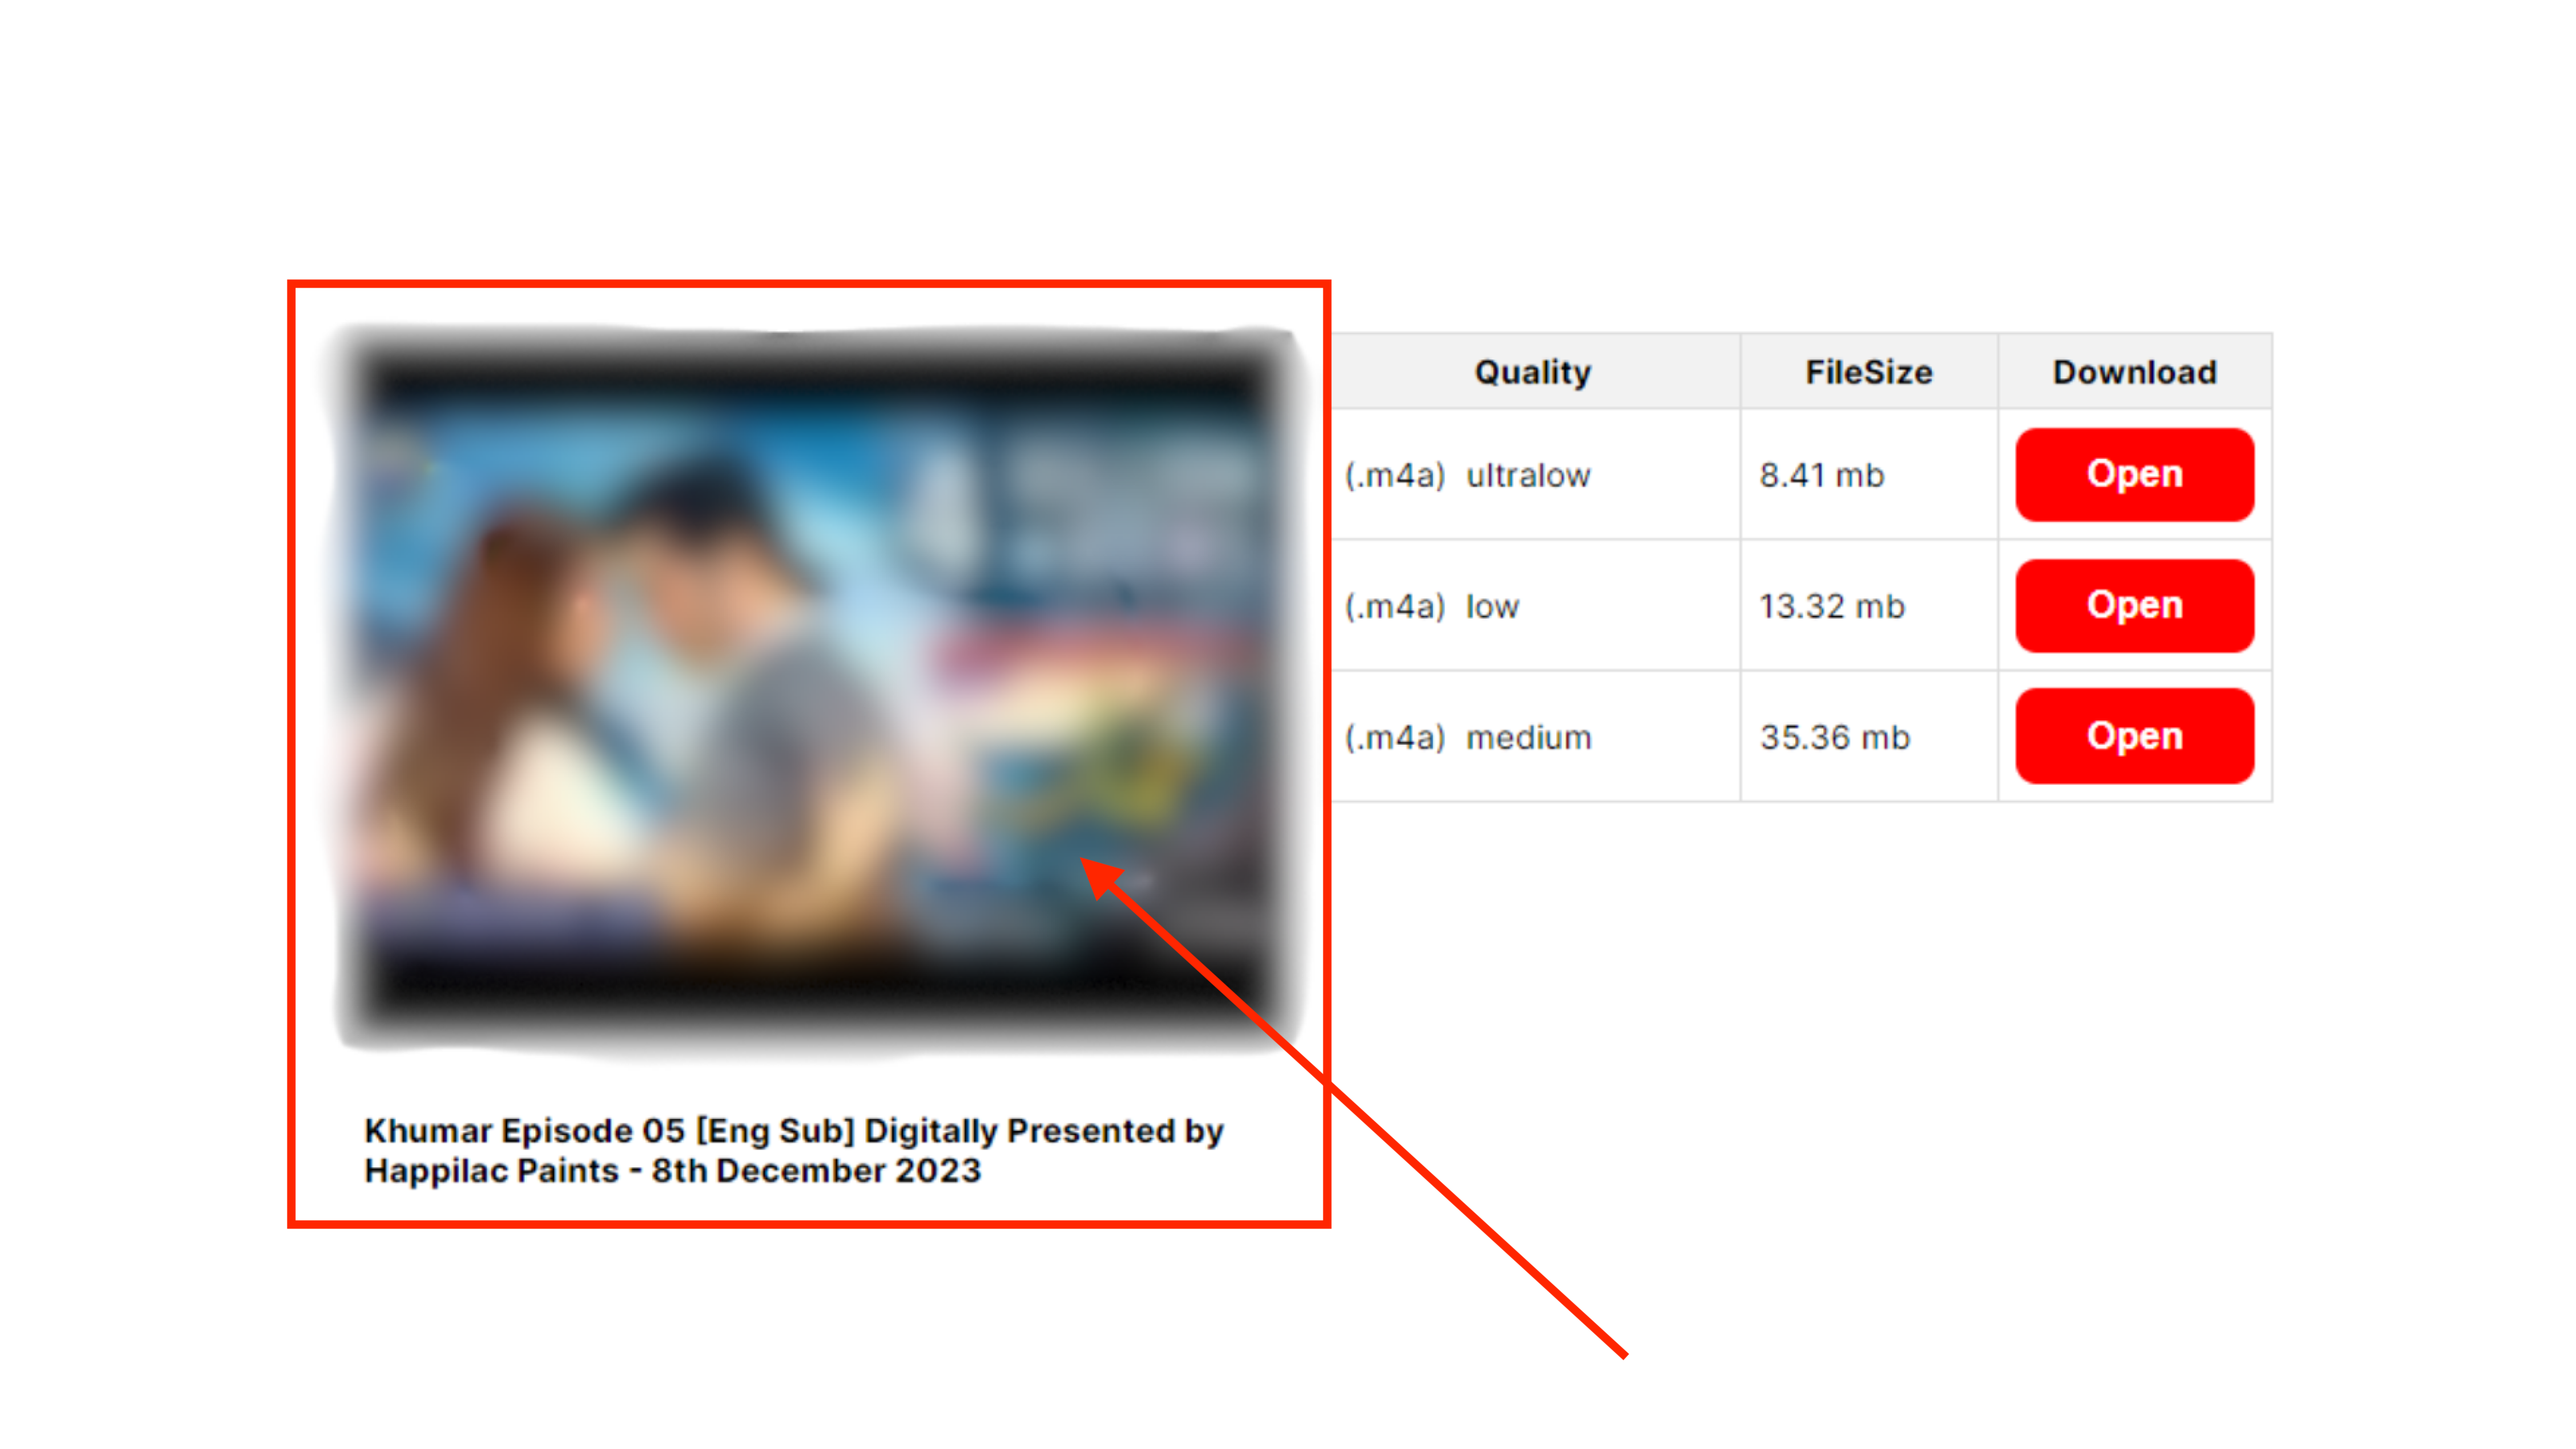 Quality FileSize Download
(.m4a) ultralow 8.41 mb Open
(.m4a) low 13.32 mb Open
(.m4a) medium 35.36 mb Open
Khumar Episode 05 [Eng Sub] Digitally Presented by
Happilac Paints - 8th December 2023